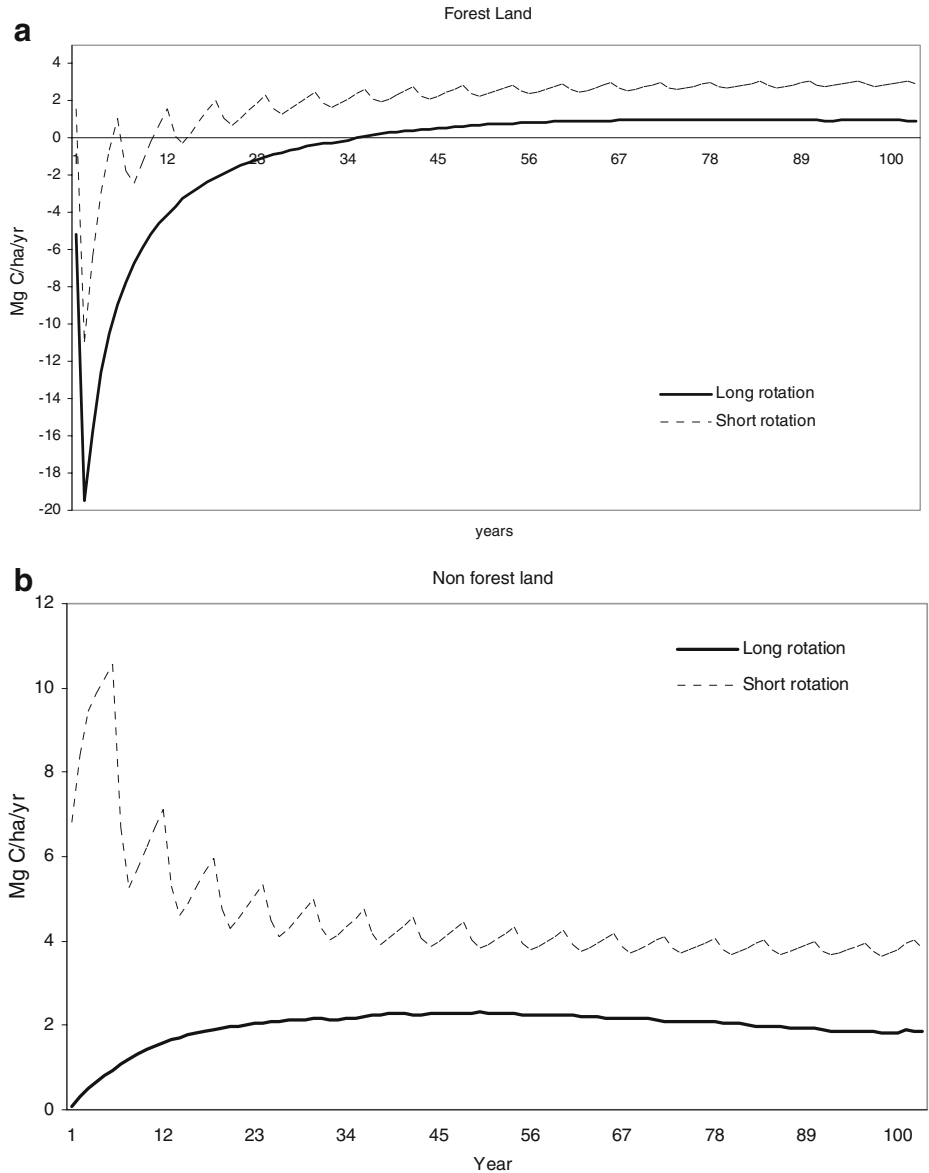 a
Forest Land
4
2
0
-2
-4
-6
-8
-10
-12
-14
-16
-18
-20
Mg C/ha/yr
1 12 23 34 45 56 67 78 89 100
Long rotation
Short rotation
years
b
Non forest land
12
10
8
6
4
2
0
Mg C/ha/yr
Long rotation
Short rotation
1 12 23 34 45 56 67 78 89 100
Year